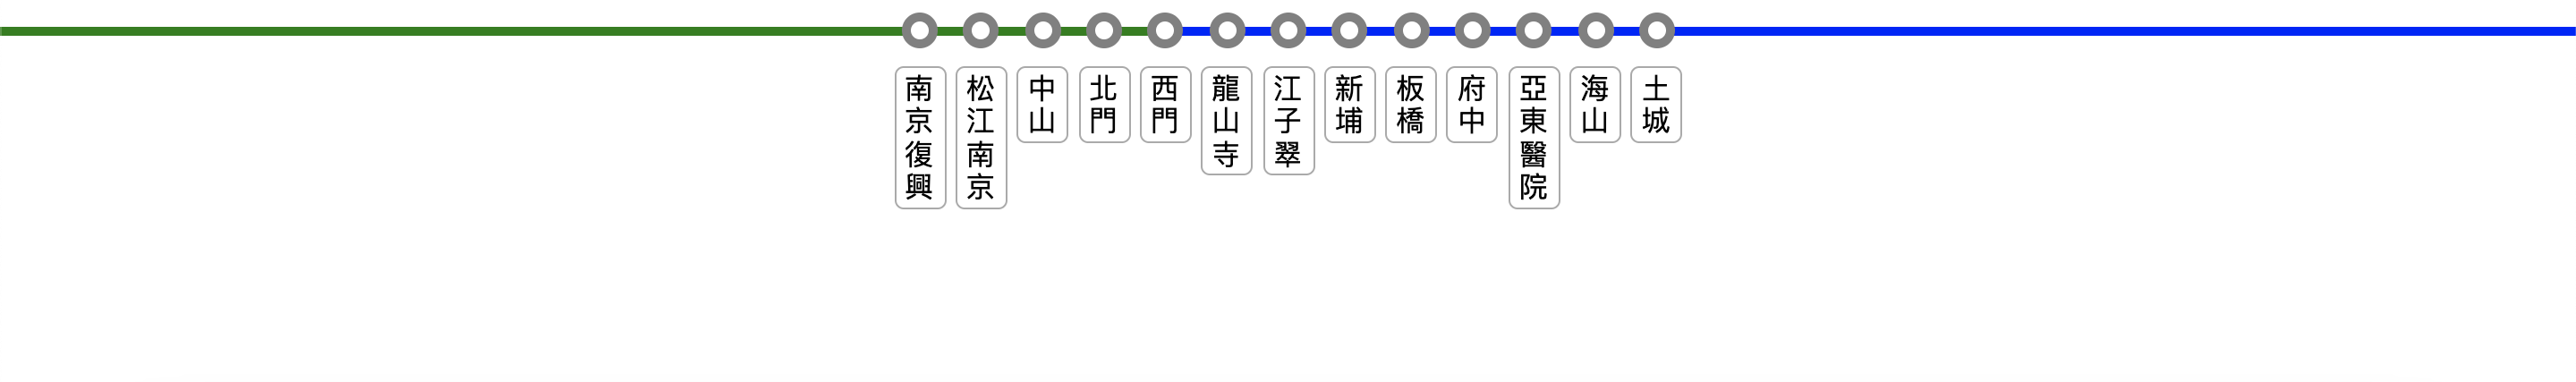 南京復興
松江南京
中山
北門
西門
龍山寺
江子翠
新埔
板橋
府中
亞東醫院
海山
土城